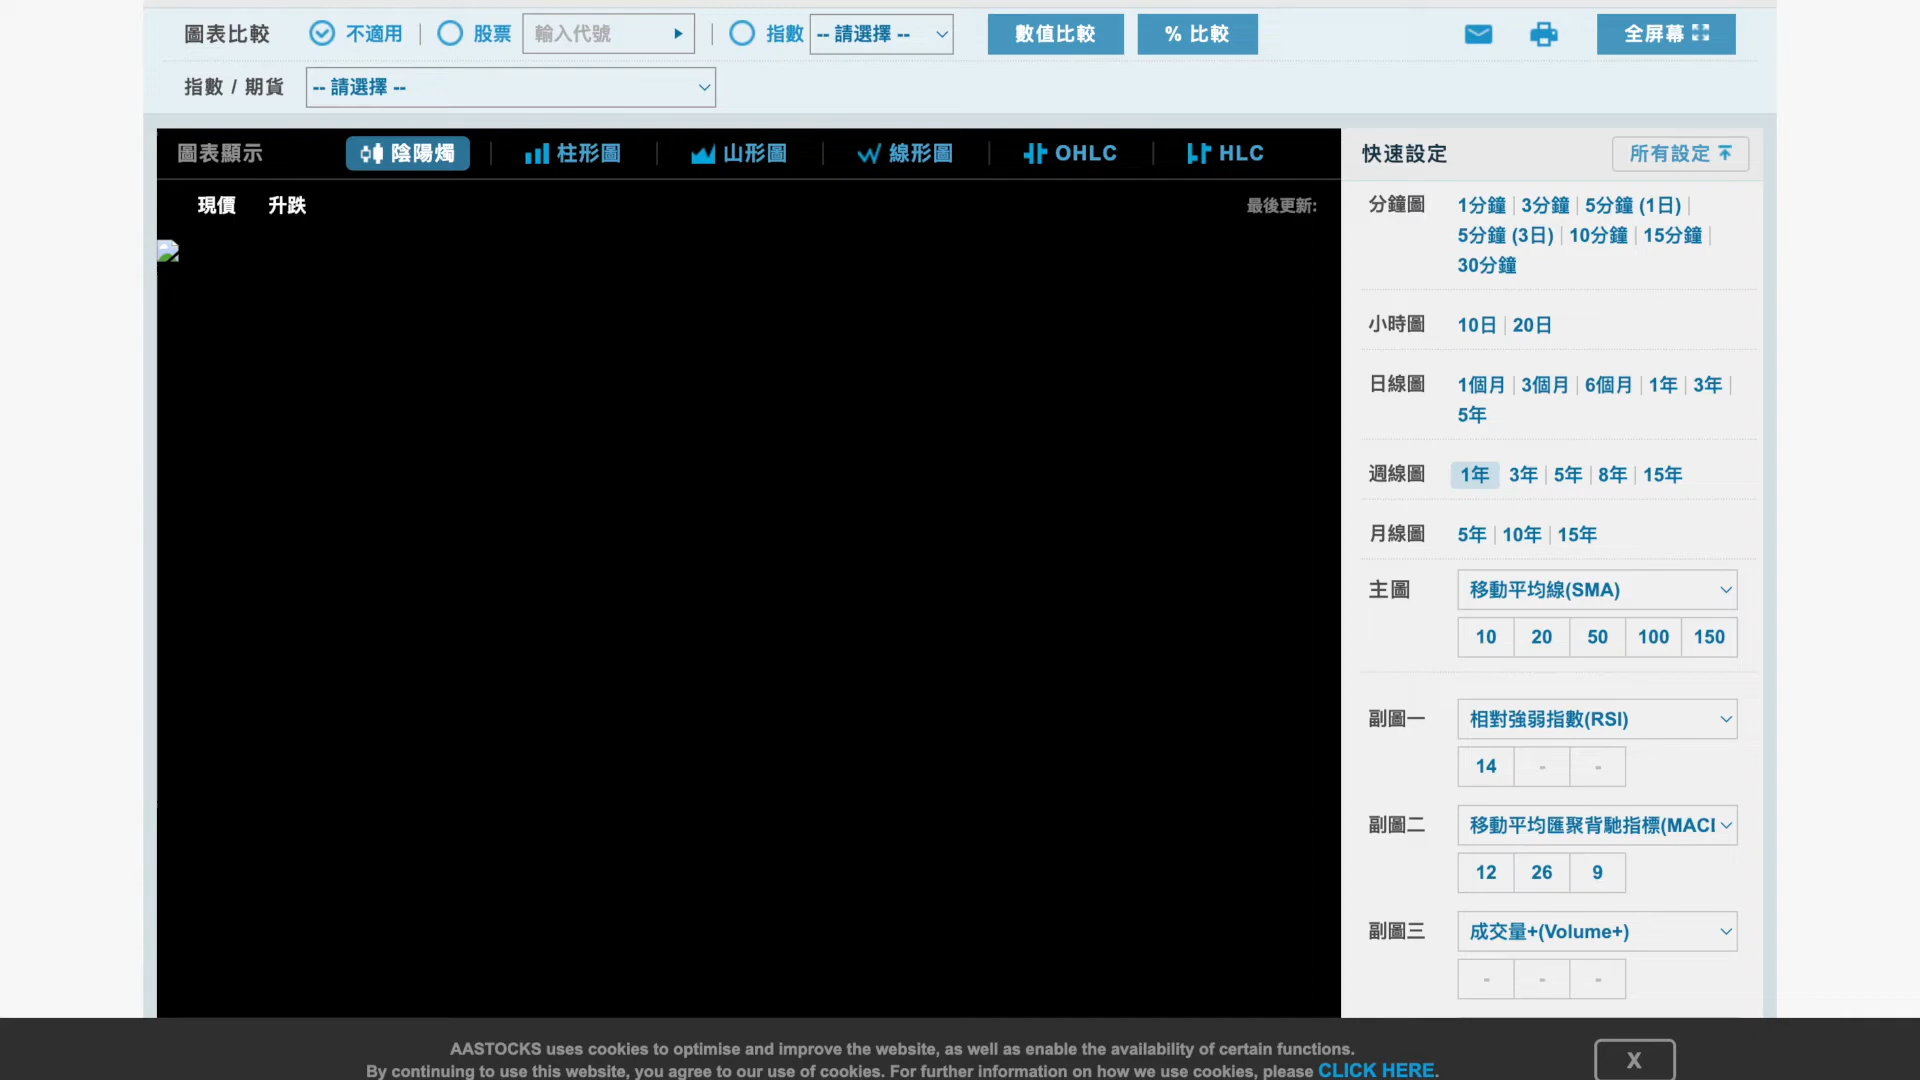 圖表比較 不適用 股票 輸入代號 指數 -- 請選擇 -- 數值比較 % 比較 全屏幕
指數 / 期貨 -- 請選擇 --
圖表顯示 陰陽燭 柱形圖 山形圖 線形圖 OHLC HLC
現價 升跌 最後更新:
快速設定 所有設定
分鐘圖 1分鐘 | 3分鐘 | 5分鐘 (1日) |
5分鐘 (3日) | 10分鐘 | 15分鐘 |
30分鐘
小時圖 10日 | 20日
日線圖 1個月 | 3個月 | 6個月 | 1年 | 3年 |
5年
週線圖 1年 3年 | 5年 | 8年 | 15年
月線圖 5年 | 10年 | 15年
主圖 移動平均線(SMA)
10 20 50 100 150
副圖一 相對強弱指數(RSI)
14 - -
副圖二 移動平均匯聚背馳指標(MACI
12 26 9
副圖三 成交量+(Volume+)
- - -
AASTOCKS uses cookies to optimise and improve the website, as well as enable the availability of certain functions.
By continuing to use this website, you agree to our use of cookies. For further information on how we use cookies, please CLICK HERE.
X